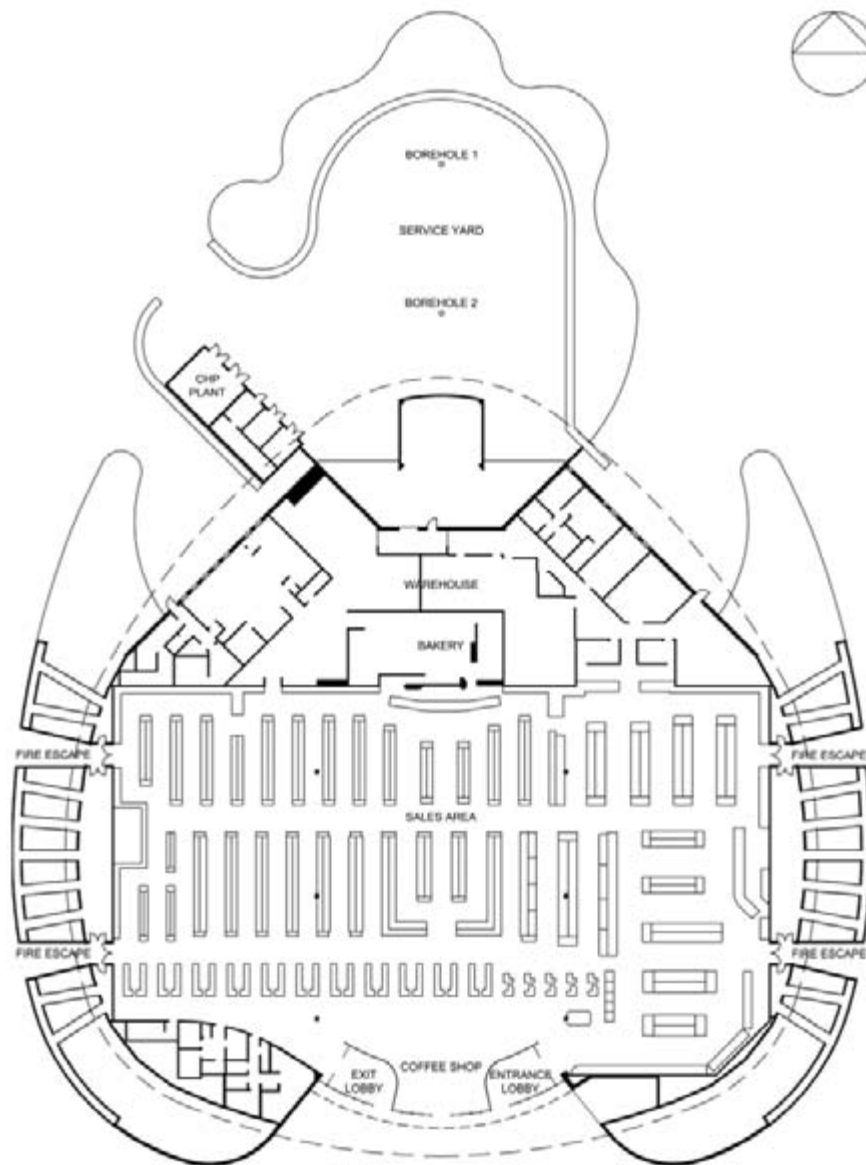 BOREHOLE 1
SERVICE YARD
BOREHOLE 2
CHP
PLANT
WAREHOUSE
BAKERY
FIRE ESCAPE
FIRE ESCAPE
SALES AREA
FIRE ESCAPE
FIRE ESCAPE
COFFEE SHOP
EXIT
LOBBY
ENTRANCE
LOBBY